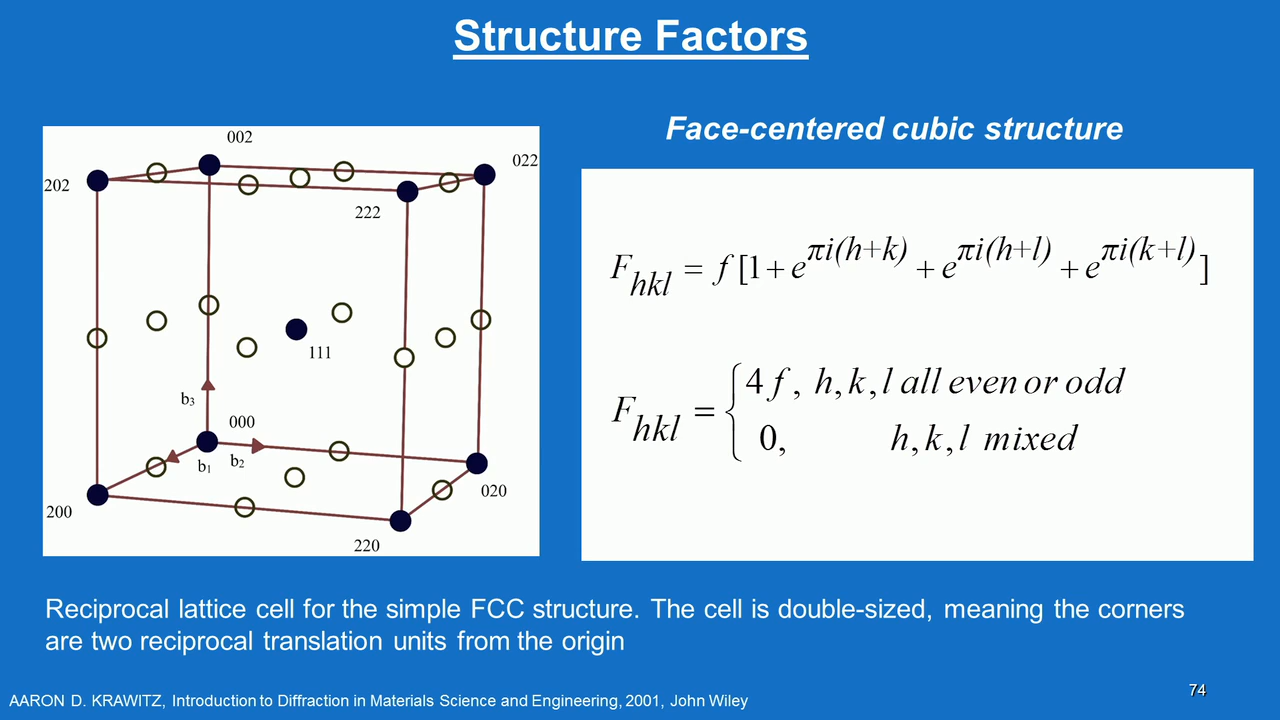 Structure Factors
Face-centered cubic structure
002
022
202
222
111
b3
000
b1
b2
200
020
220
F_hkl = f [1 + e^πi(h+k) + e^πi(h+l) + e^πi(k+l)]
F_hkl = { 4 f, h, k, l all even or odd
0, h, k, l mixed
Reciprocal lattice cell for the simple FCC structure. The cell is double-sized, meaning the corners
are two reciprocal translation units from the origin
AARON D. KRAWITZ, Introduction to Diffraction in Materials Science and Engineering, 2001, John Wiley
74